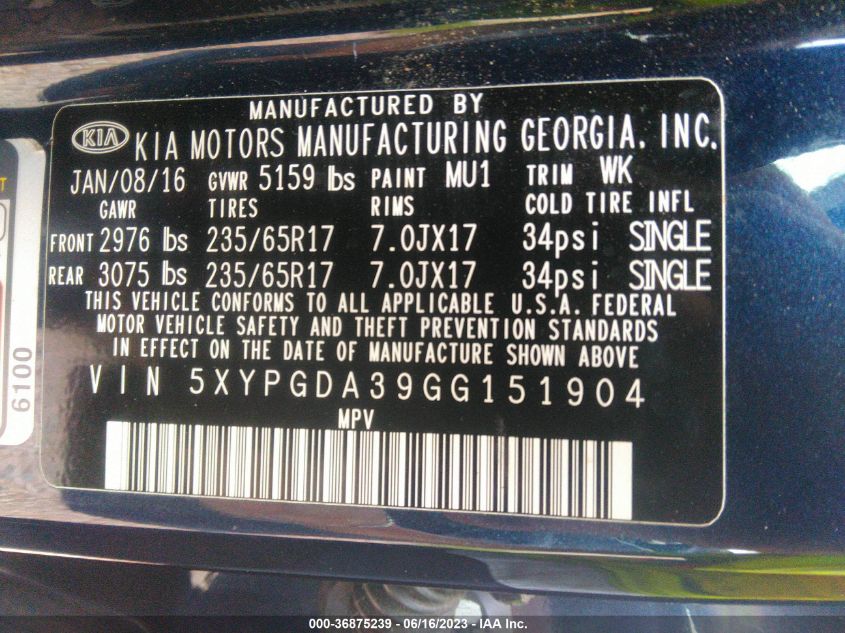 MANUFACTURED BY
KIA KIA MOTORS MANUFACTURING GEORGIA, INC.
JAN/08/16 GVWR 5159 lbs PAINT MU1 TRIM WK
GAWR TIRES RIMS COLD TIRE INFL
FRONT 2976 lbs 235/65R17 7.0JX17 34psi SINGLE
REAR 3075 lbs 235/65R17 7.0JX17 34psi SINGLE
THIS VEHICLE CONFORMS TO ALL APPLICABLE U.S.A. FEDERAL
MOTOR VEHICLE SAFETY AND THEFT PREVENTION STANDARDS
IN EFFECT ON THE DATE OF MANUFACTURE SHOWN ABOVE
VIN 5XYPGDA39GG151904
MPV
6100
000-36875239 - 06/16/2023 - IAA Inc.